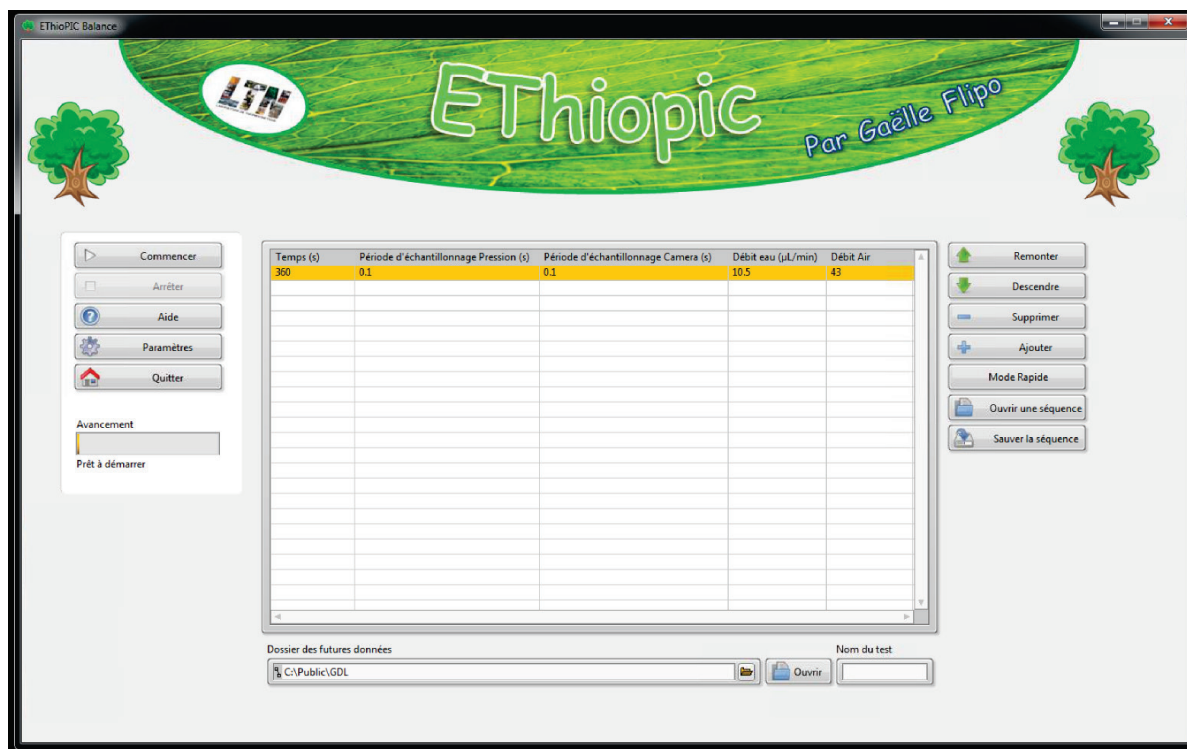 EThioPIC Balance
LTN
EThiopic
Par Gaëlle Flipo
Commencer
Arrêter
Aide
Paramètres
Quitter
Avancement
Prêt à démarrer
Temps (s) Période d'échantillonnage Pression (s) Période d'échantillonnage Camera (s) Débit eau (µL/min) Débit Air
360 0.1 0.1 10.5 43
Remonter
Descendre
Supprimer
Ajouter
Mode Rapide
Ouvrir une séquence
Sauver la séquence
Dossier des futures données
C:\Public\GDL
Ouvrir
Nom du test